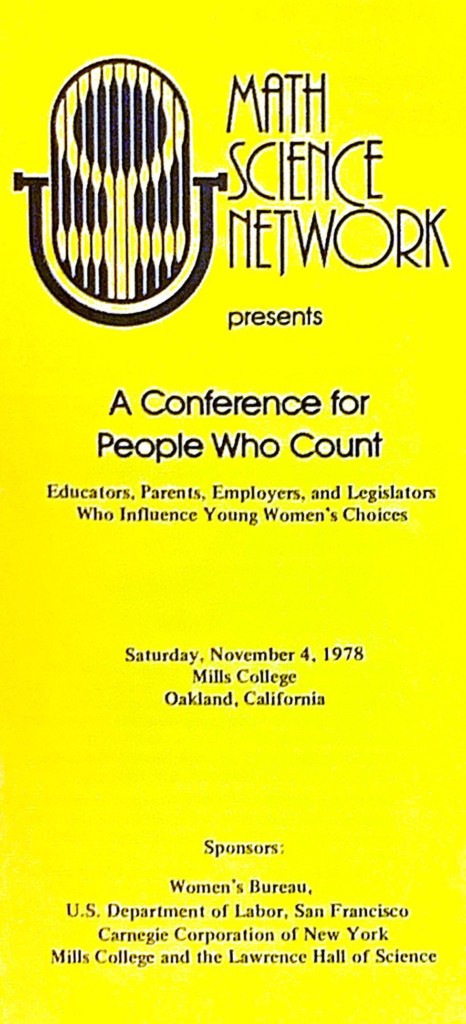 MATH
SCIENCE
NETWORK
presents
A Conference for
People Who Count
Educators, Parents, Employers, and Legislators
Who Influence Young Women's Choices
Saturday, November 4, 1978
Mills College
Oakland, California
Sponsors:
Women's Bureau,
U.S. Department of Labor, San Francisco
Carnegie Corporation of New York
Mills College and the Lawrence Hall of Science